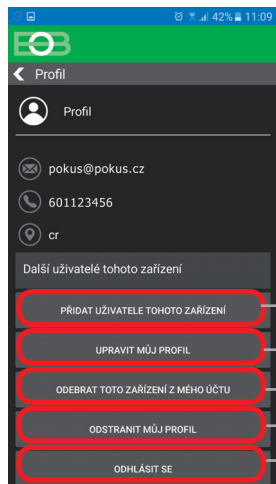 42% 11:09
EOB
Profil
Profil
pokus@pokus.cz
601123456
cr
Další uživatelé tohoto zařízení
PŘIDAT UŽIVATELE TOHOTO ZAŘÍZENÍ
UPRAVIT MŮJ PROFIL
ODEBRAT TOTO ZAŘÍZENÍ Z MÉHO ÚČTU
ODSTRANIT MŮJ PROFIL
ODHLÁSIT SE